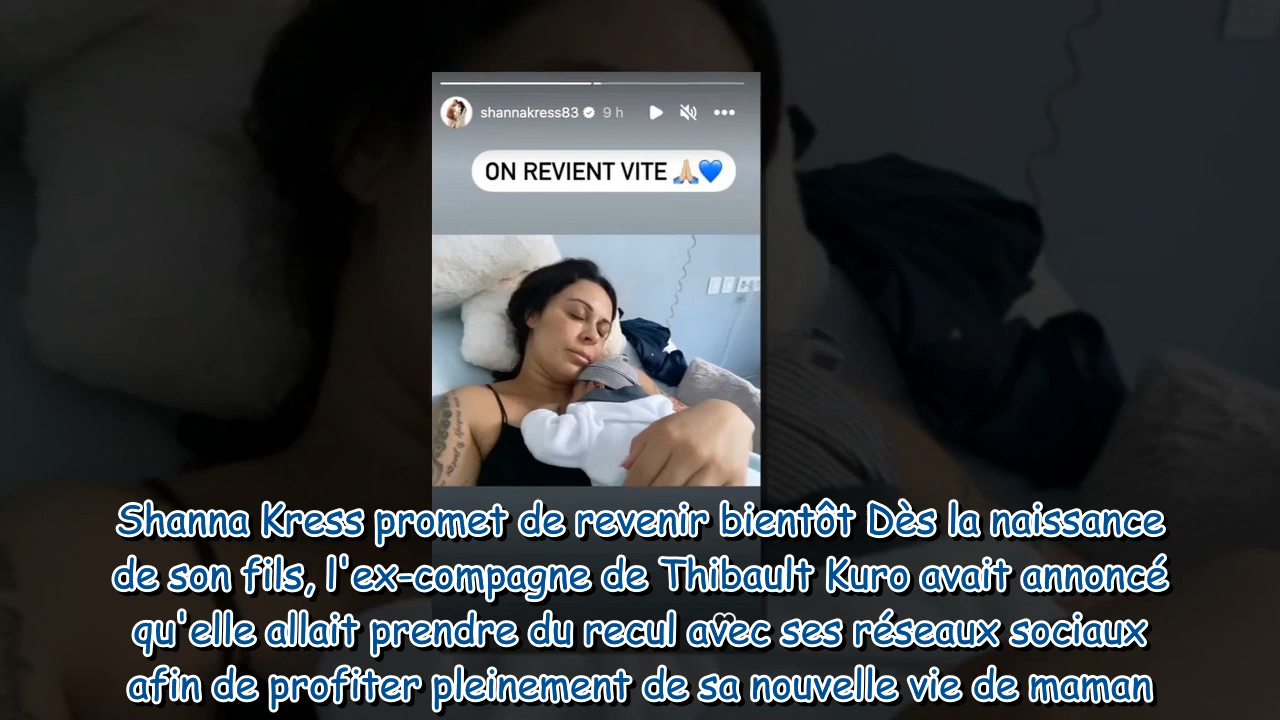 shannakress83 9 h
ON REVIENT VITE 🙏🏼💙
Shanna Kress promet de revenir bientôt Dès la naissance
de son fils, l'ex-compagne de Thibault Kuro avait annoncé
qu'elle allait prendre du recul avec ses réseaux sociaux
afin de profiter pleinement de sa nouvelle vie de maman